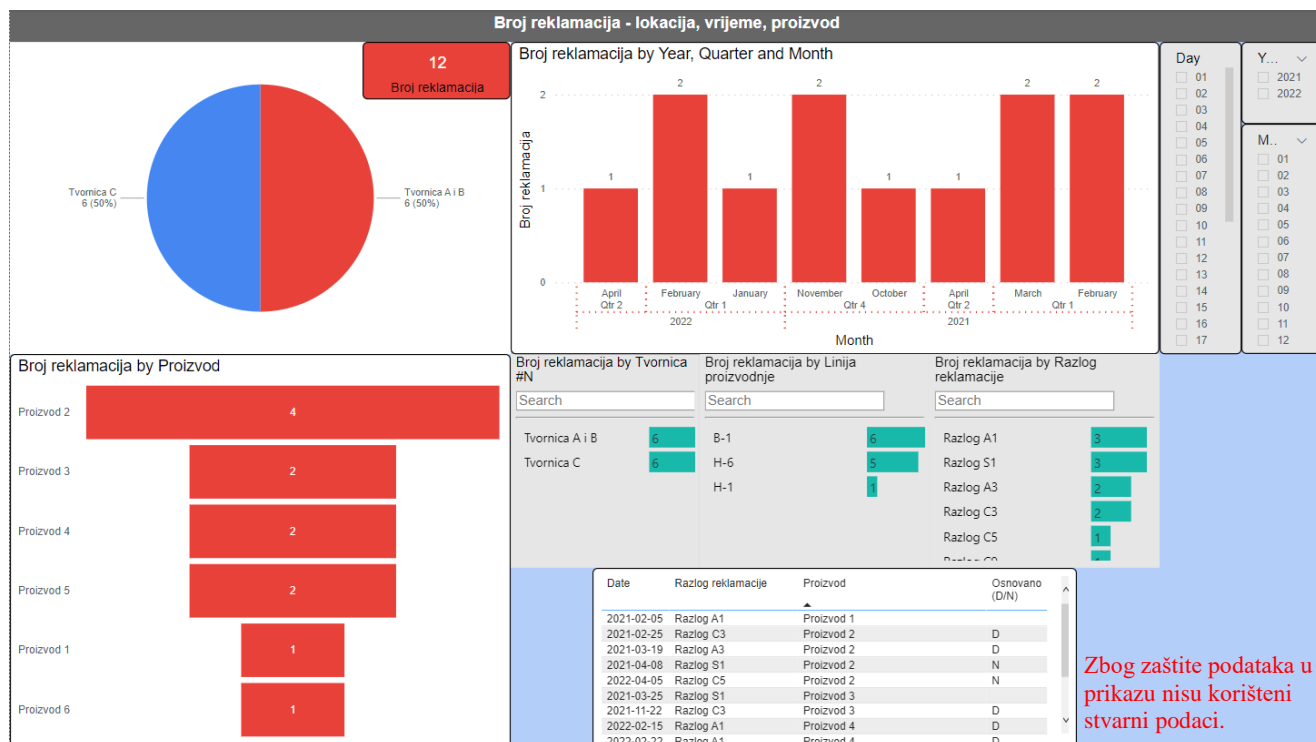 Broj reklamacija - lokacija, vrijeme, proizvod
12
Broj reklamacija
Tvornica C
6 (50%)
Tvornica A i B
6 (50%)
Broj reklamacija by Year, Quarter and Month
Broj reklamacija
2
1
0
1
2
1
2
1
1
2
2
April
February
January
November
October
April
March
February
Qtr 2
Qtr 1
Qtr 4
Qtr 2
Qtr 1
2022
2021
Month
Day
01
02
03
04
05
06
07
08
09
10
11
12
13
14
15
16
17
Y...
2021
2022
M..
01
02
03
04
05
06
07
08
09
10
11
12
Broj reklamacija by Proizvod
Proizvod 2
4
Proizvod 3
2
Proizvod 4
2
Proizvod 5
2
Proizvod 1
1
Proizvod 6
1
Broj reklamacija by Tvornica
#N
Search
Tvornica A i B 6
Tvornica C 6
Broj reklamacija by Linija
proizvodnje
Search
B-1 6
H-6 5
H-1 1
Broj reklamacija by Razlog
reklamacije
Search
Razlog A1 3
Razlog S1 3
Razlog A3 2
Razlog C3 2
Razlog C5 1
Date Razlog reklamacije Proizvod Osnovano
(D/N)
2021-02-05 Razlog A1 Proizvod 1
2021-02-25 Razlog C3 Proizvod 2 D
2021-03-19 Razlog A3 Proizvod 2 D
2021-04-08 Razlog S1 Proizvod 2 N
2022-04-05 Razlog C5 Proizvod 2 N
2021-03-25 Razlog S1 Proizvod 3
2021-11-22 Razlog C3 Proizvod 3 D
2022-02-15 Razlog A1 Proizvod 4 D
2022-02-22 Razlog A1 Proizvod 4 D
Zbog zaštite podataka u
prikazu nisu korišteni
stvarni podaci.